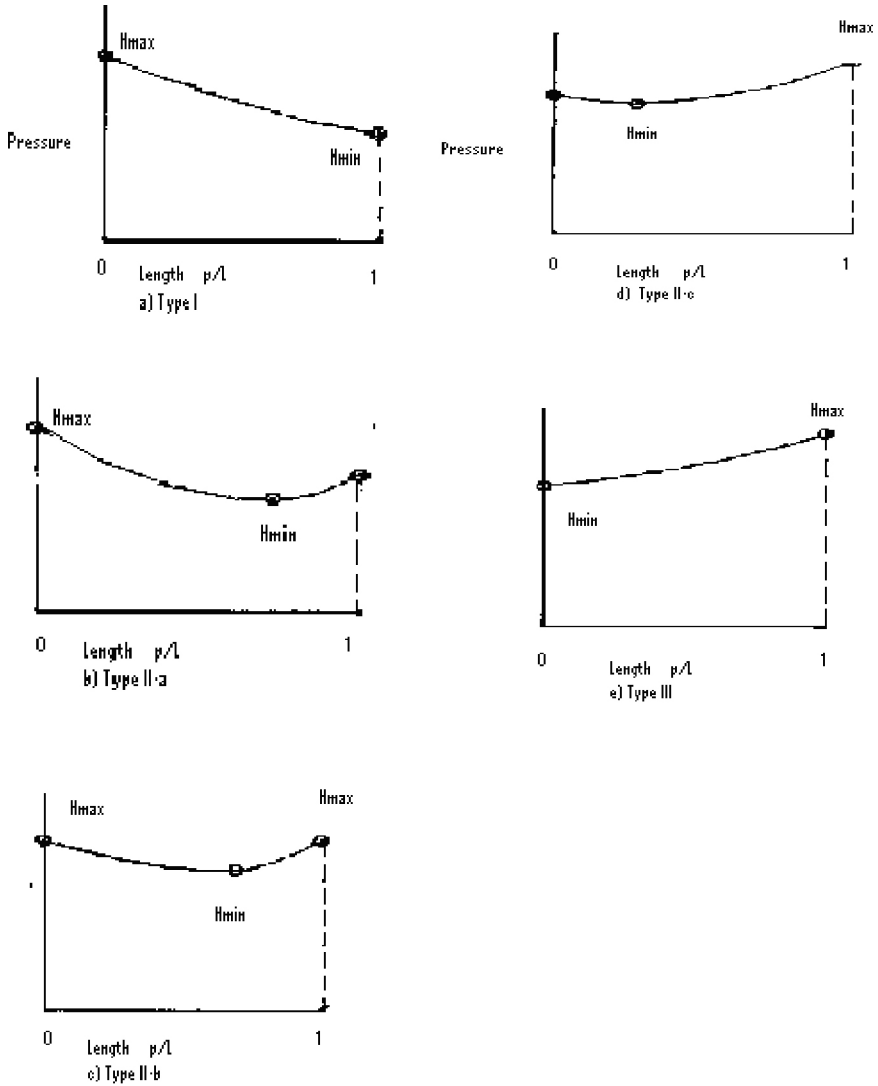 Hmax
Pressure
Hmin
0
1
Length p/L
a) Type I
Hmax
Pressure
Hmin
0
1
Length p/L
d) Type II-c
Hmax
Hmin
0
1
Length p/L
b) Type II-a
Hmax
Hmin
0
1
Length p/L
e) Type III
Hmax
Hmax
Hmin
0
1
Length p/L
c) Type II-b